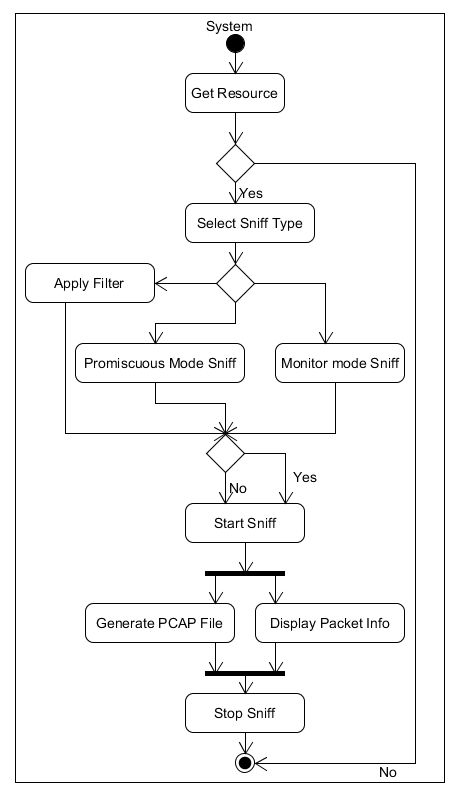 System
Get Resource
Yes
Select Sniff Type
Apply Filter
Promiscuous Mode Sniff
Monitor mode Sniff
Yes
No
Start Sniff
Generate PCAP File
Display Packet Info
Stop Sniff
No